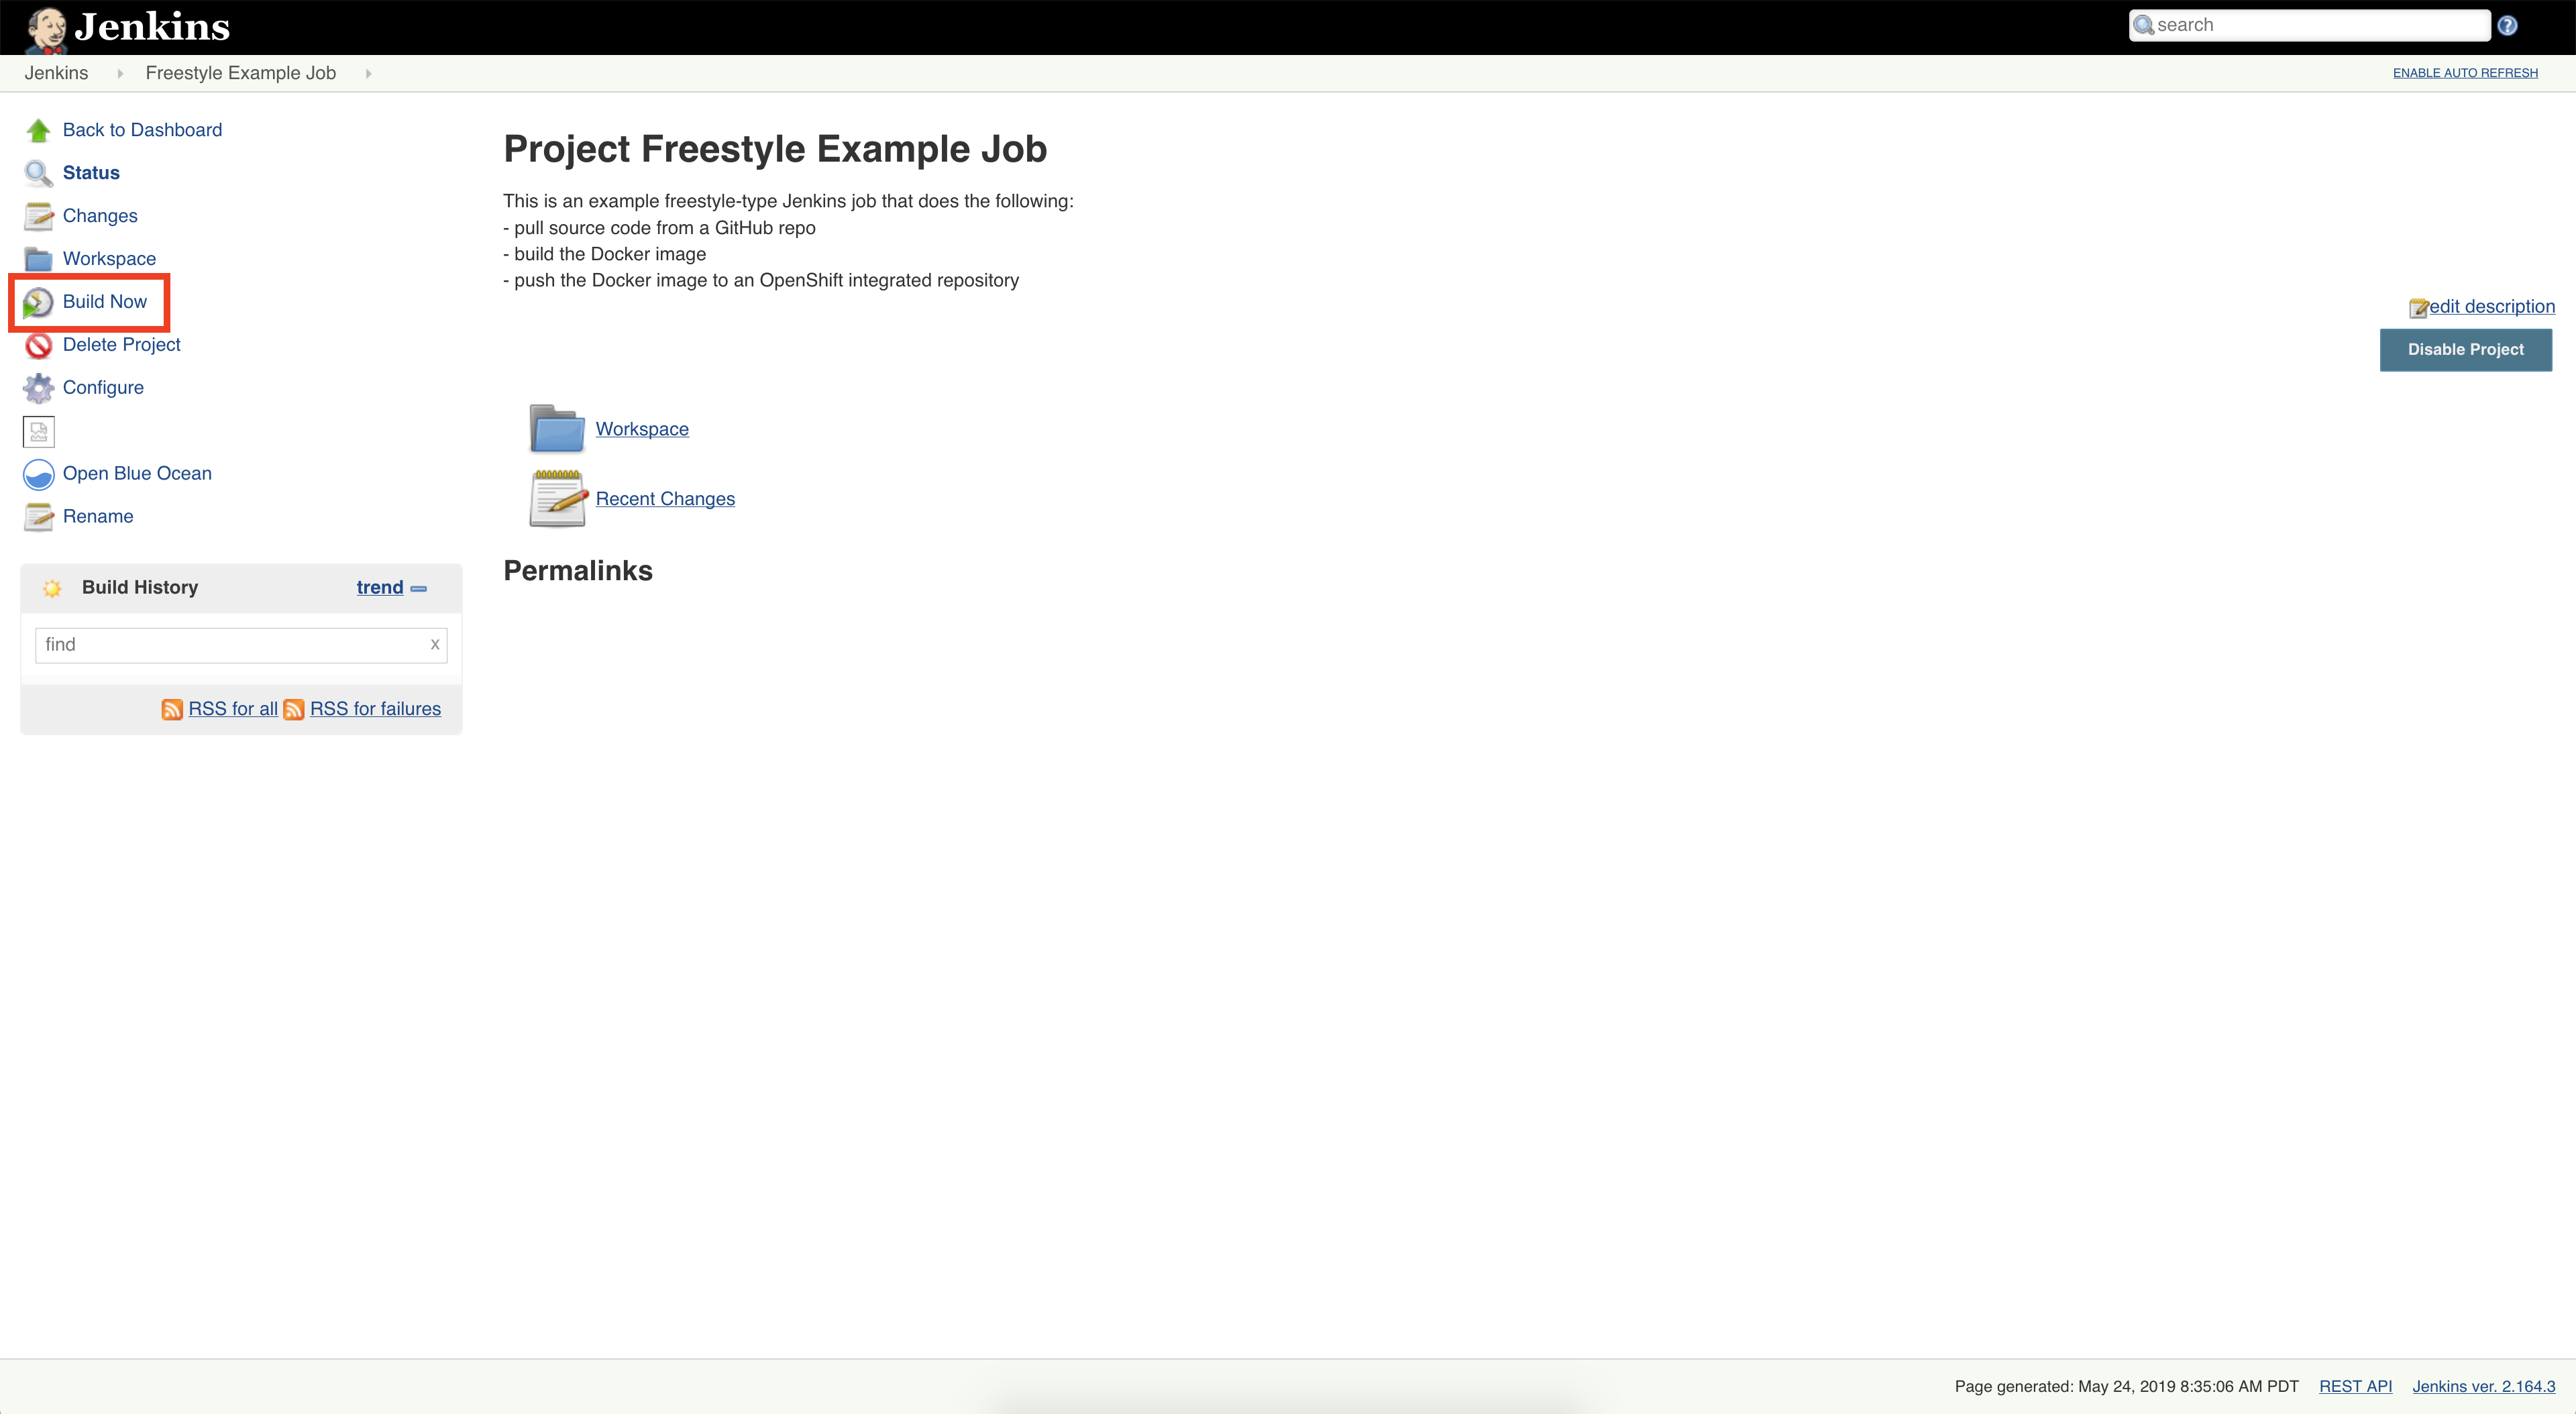 Jenkins
search
Jenkins Freestyle Example Job
ENABLE AUTO REFRESH
Back to Dashboard
Status
Changes
Workspace
Build Now
Delete Project
Configure
Open Blue Ocean
Rename
Build History
trend
find
x
RSS for all RSS for failures
Project Freestyle Example Job
This is an example freestyle-type Jenkins job that does the following:
- pull source code from a GitHub repo
- build the Docker image
- push the Docker image to an OpenShift integrated repository
edit description
Disable Project
Workspace
Recent Changes
Permalinks
Page generated: May 24, 2019 8:35:06 AM PDT REST API Jenkins ver. 2.164.3